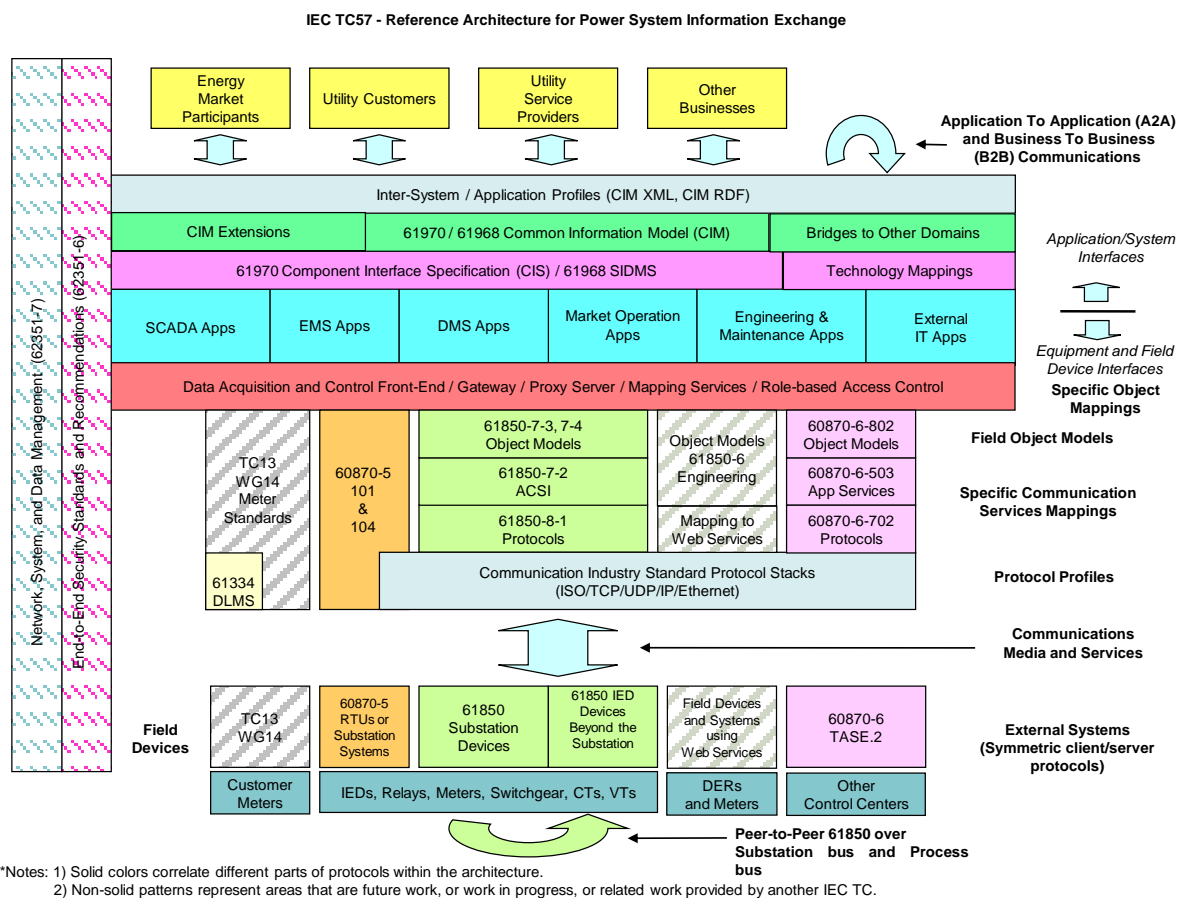 IEC TC57 - Reference Architecture for Power System Information Exchange
Energy
Market
Participants
Utility Customers
Utility
Service
Providers
Other
Businesses
Application To Application (A2A)
and Business To Business
(B2B) Communications
Inter-System / Application Profiles (CIM XML, CIM RDF)
CIM Extensions
61970 / 61968 Common Information Model (CIM)
Bridges to Other Domains
61970 Component Interface Specification (CIS) / 61968 SIDMS
Technology Mappings
Application/System
Interfaces
SCADA Apps
EMS Apps
DMS Apps
Market Operation
Apps
Engineering &
Maintenance Apps
External
IT Apps
Equipment and Field
Device Interfaces
Data Acquisition and Control Front-End / Gateway / Proxy Server / Mapping Services / Role-based Access Control
Specific Object
Mappings
Network, System, and Data Management (62351-7)
End-to-End Security Standards and Recommendations (62351-6)
TC13
WG14
Meter
Standards
61334
DLMS
60870-5
101
&
104
61850-7-3, 7-4
Object Models
61850-7-2
ACSI
61850-8-1
Protocols
Object Models
61850-6
Engineering
Mapping to
Web Services
60870-6-802
Object Models
60870-6-503
App Services
60870-6-702
Protocols
Field Object Models
Specific Communication
Services Mappings
Communication Industry Standard Protocol Stacks
(ISO/TCP/UDP/IP/Ethernet)
Protocol Profiles
Communications
Media and Services
Field
Devices
TC13
WG14
60870-5
RTUs or
Substation
Systems
61850
Substation
Devices
61850 IED
Devices
Beyond the
Substation
Field Devices
and Systems
using
Web Services
60870-6
TASE.2
External Systems
(Symmetric client/server
protocols)
Customer
Meters
IEDs, Relays, Meters, Switchgear, CTs, VTs
DERs
and Meters
Other
Control Centers
Peer-to-Peer 61850 over
Substation bus and Process
bus
*Notes: 1) Solid colors correlate different parts of protocols within the architecture.
2) Non-solid patterns represent areas that are future work, or work in progress, or related work provided by another IEC TC.